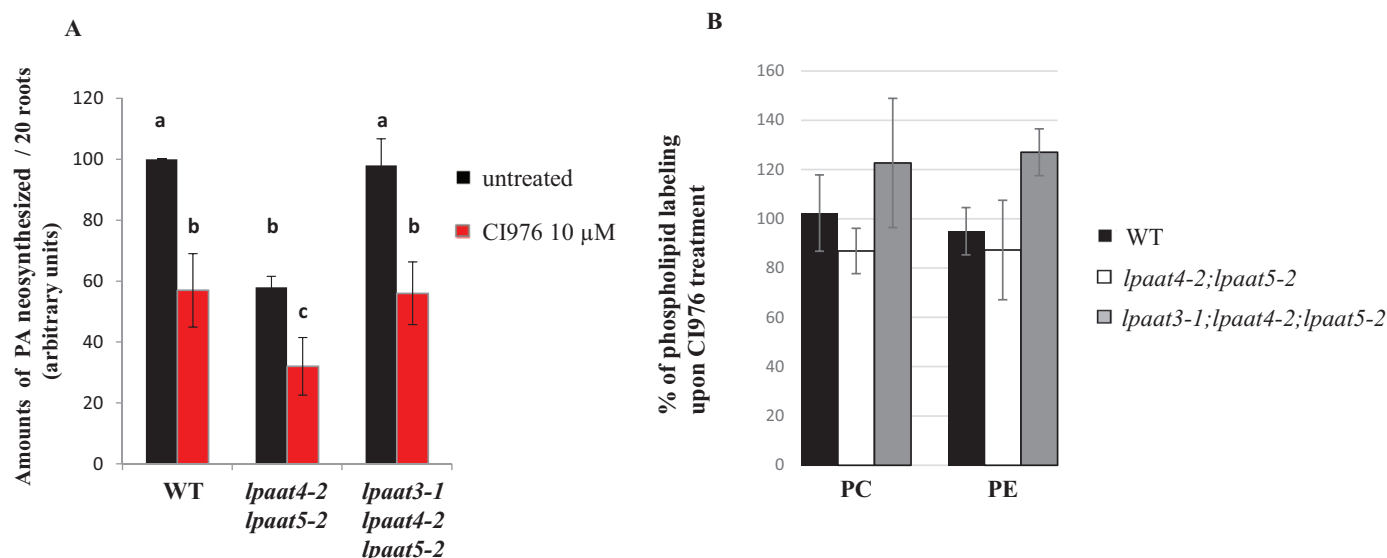 A
Amounts of PA neosynthesized / 20 roots
(arbitrary units)
120
100
80
60
40
20
0
a
b
b
c
a
b
untreated
CI976 10 µM
WT
lpaat4-2
lpaat5-2
lpaat3-1
lpaat4-2
lpaat5-2
B
% of phospholipid labeling
upon CI976 treatment
160
140
120
100
80
60
40
20
0
PC
PE
WT
lpaat4-2;lpaat5-2
lpaat3-1;lpaat4-2;lpaat5-2